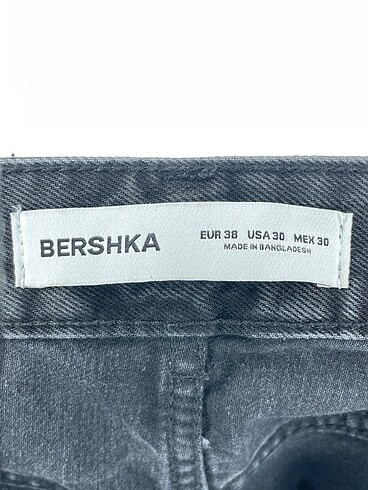 BERSHKA
EUR 38 USA 30 MEX 30
MADE IN BANGLADESH